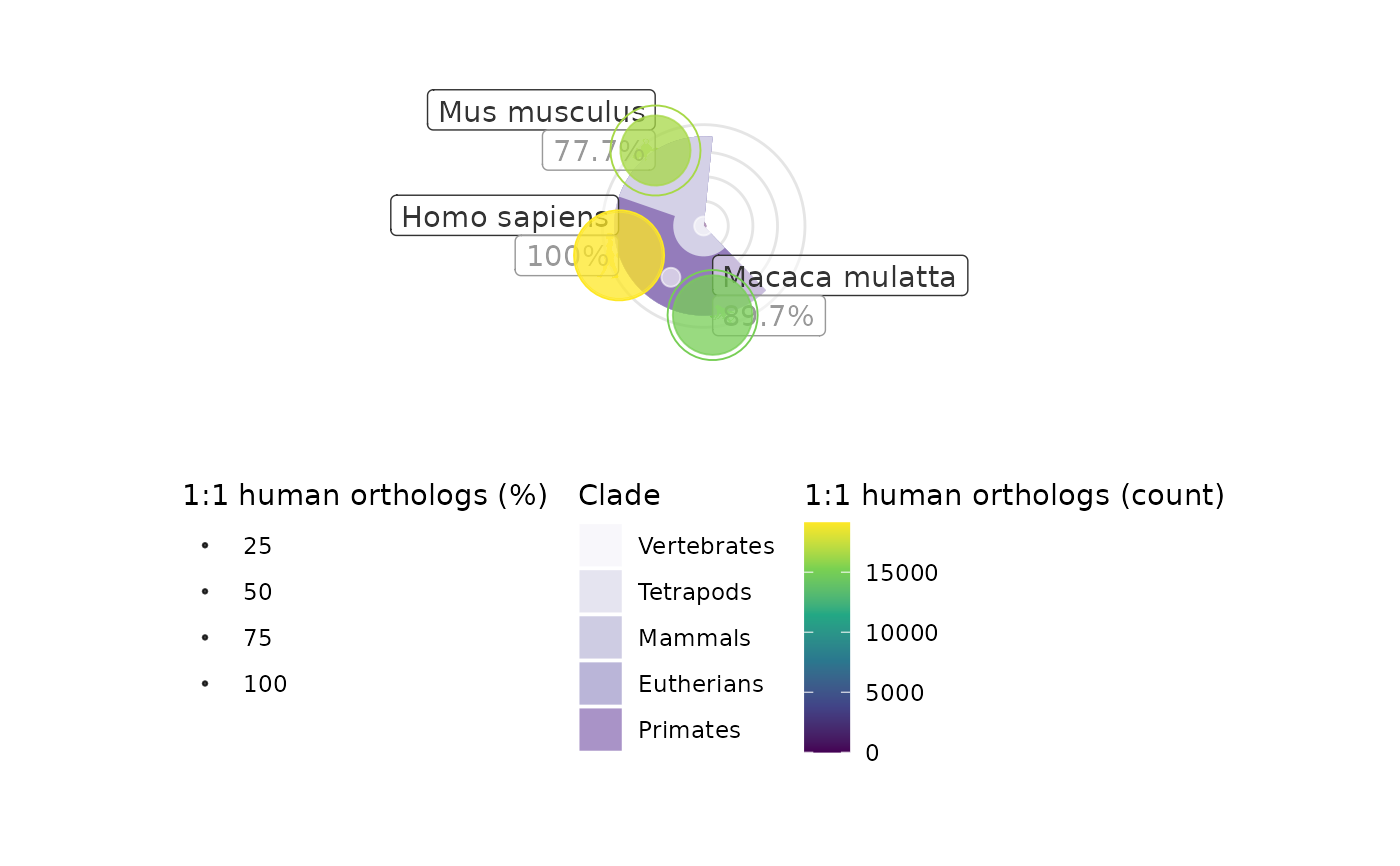 Mus musculus
77.7%
Homo sapiens
100%
Macaca mulatta
89.7%
1:1 human orthologs (%)
25
50
75
100
Clade
Vertebrates
Tetrapods
Mammals
Eutherians
Primates
1:1 human orthologs (count)
15000
10000
5000
0